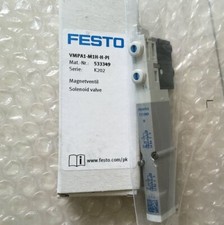 FESTO
VMPA1-M1H-H-PI
Mat.-Nr.: 533349
Serie: K202
Magnetventil
Solenoid valve
www.festo.com/pk